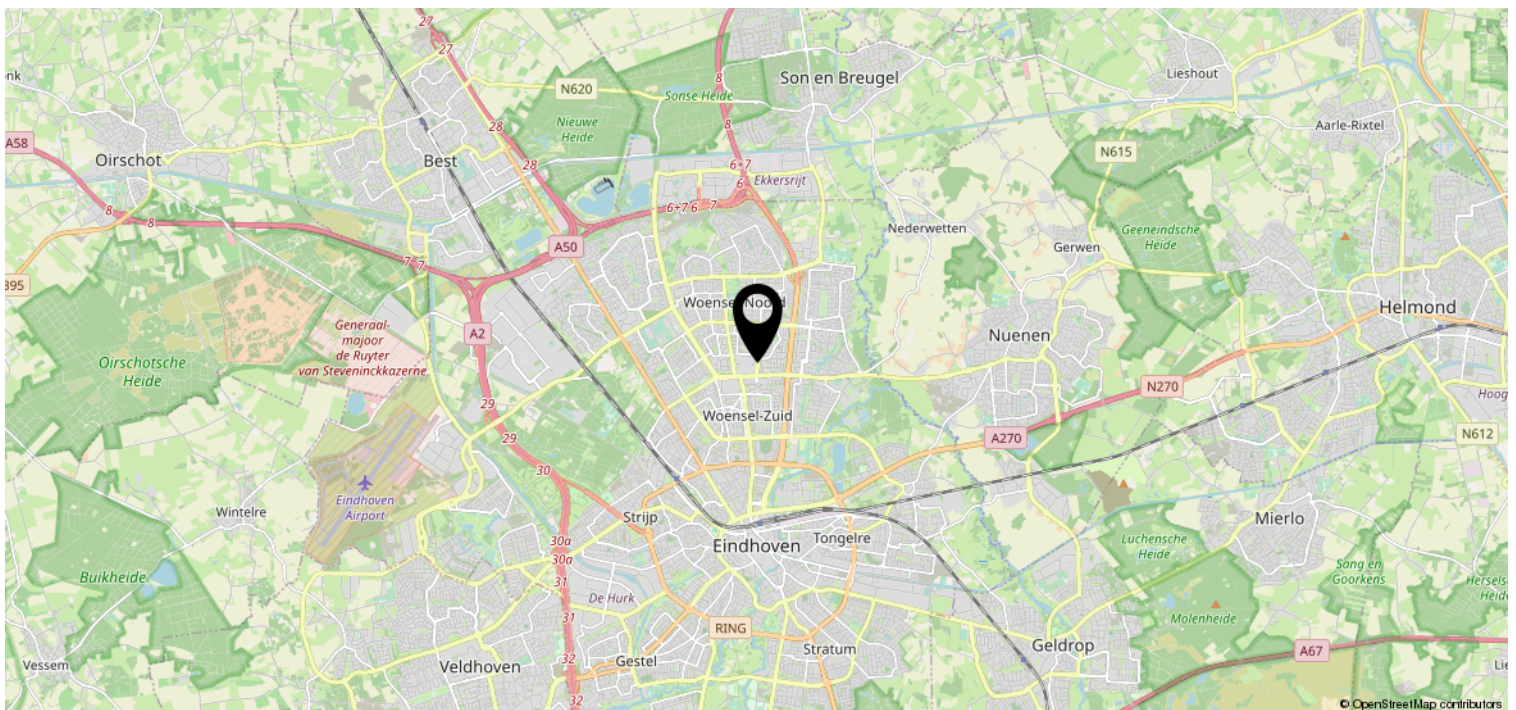 27
27
Son en Breugel
Lieshout
8
N620
Sonse Heide
Nieuwe
Heide
28
8
Aarle-Rixtel
A58
Oirschot
Best
28
N615
6+7
6
Ekkersrijt
8
8
6+7
6
7
Nederwetten
Geeneindsche
Heide
A50
Gerwen
7
7
395
Woensel-Noord
Helmond
A2
Generaal-
majoor
de Ruyter
van Steveninckkazerne
Nuenen
Oirschotsche
Heide
N270
29
Woensel-Zuid
29
A270
N612
30
Eindhoven
Airport
Wintelre
Strijp
Mierlo
30a
Eindhoven
Tongelre
Luchensche
Heide
30a
Buikheide
31
De Hurk
Sang en
Goorkens
31
Molenheide
RING
Geldrop
Stratum
A67
Vessem
Veldhoven
32
Gestel
32
© OpenStreetMap contributors